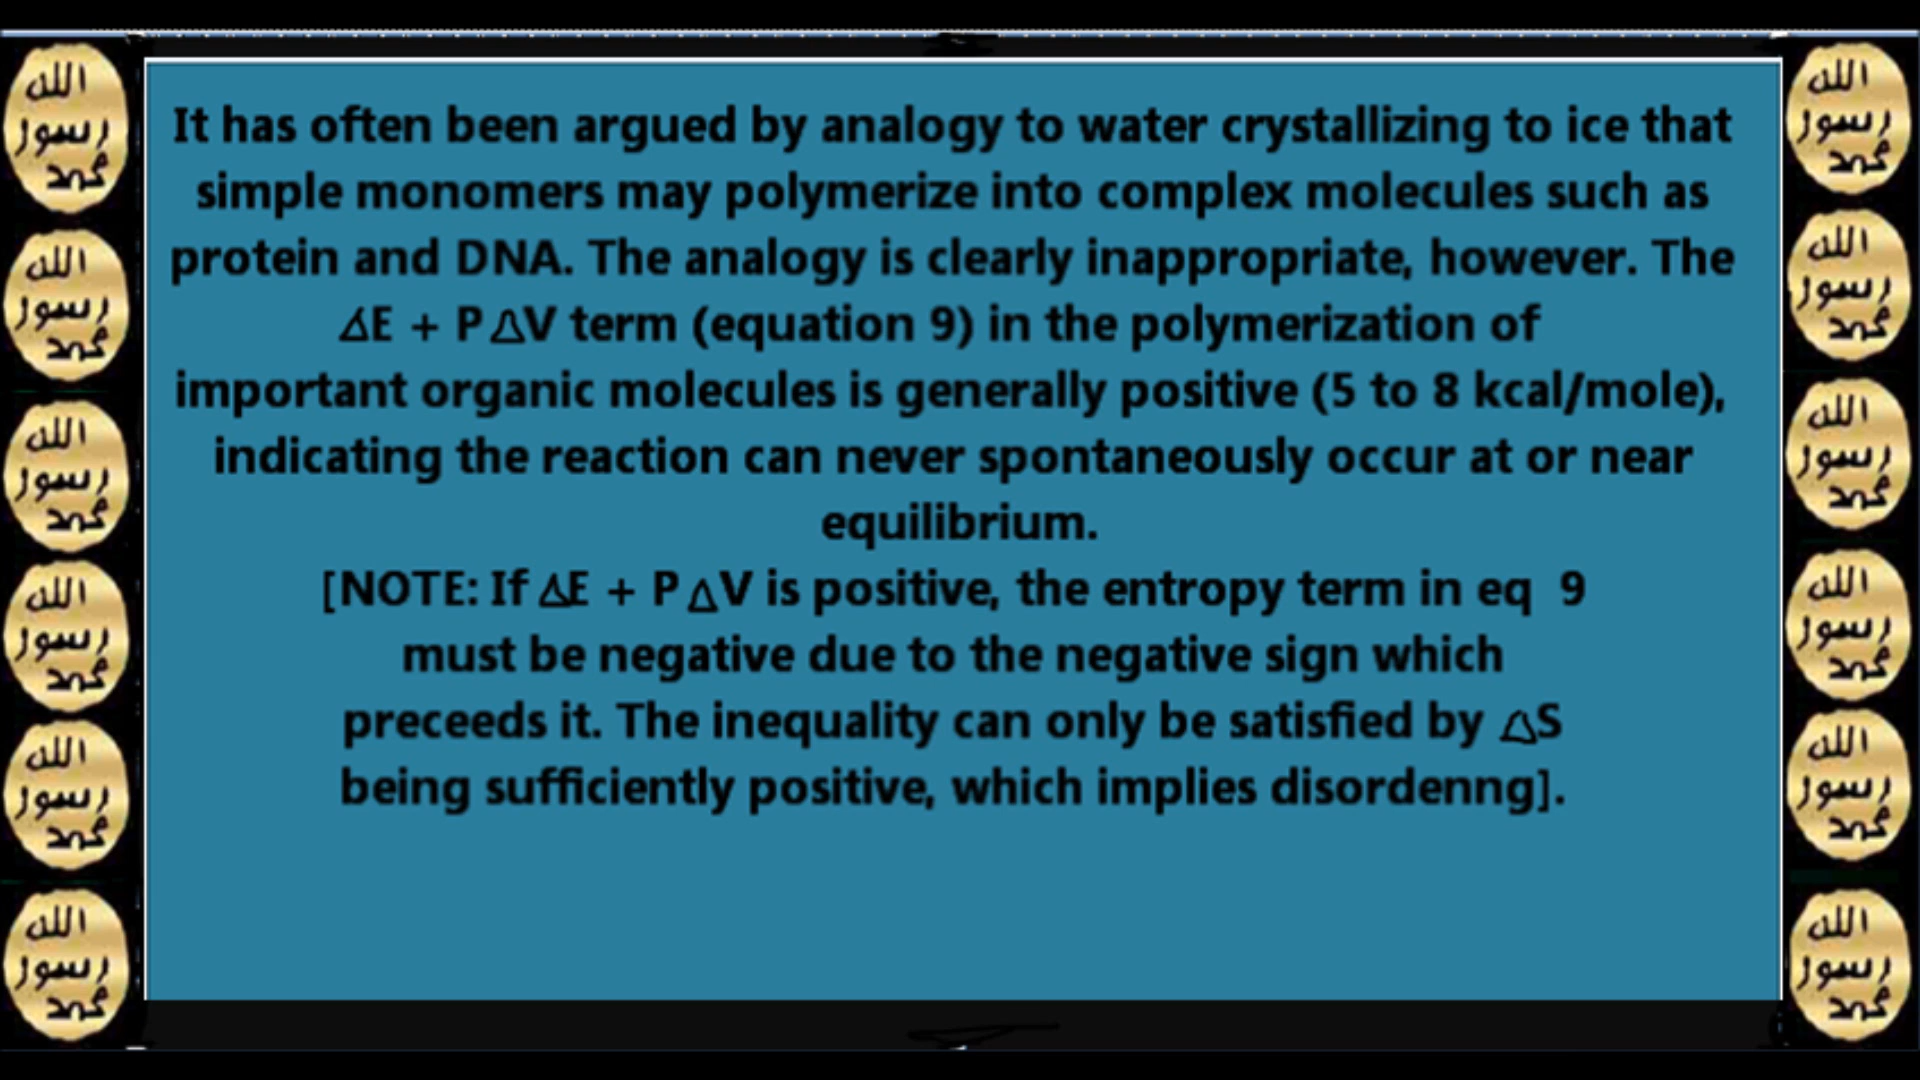 It has often been argued by analogy to water crystallizing to ice that
simple monomers may polymerize into complex molecules such as
protein and DNA. The analogy is clearly inappropriate, however. The
ΔE + PΔV term (equation 9) in the polymerization of
important organic molecules is generally positive (5 to 8 kcal/mole),
indicating the reaction can never spontaneously occur at or near
equilibrium.
[NOTE: If ΔE + PΔV is positive, the entropy term in eq 9
must be negative due to the negative sign which
preceeds it. The inequality can only be satisfied by ΔS
being sufficiently positive, which implies disordenng].
الله
رسول
محمد
الله
رسول
محمد
الله
رسول
محمد
الله
رسول
محمد
الله
رسول
محمد
الله
رسول
محمد
الله
رسول
محمد
الله
رسول
محمد
الله
رسول
محمد
الله
رسول
محمد
الله
رسول
محمد
الله
رسول
محمد